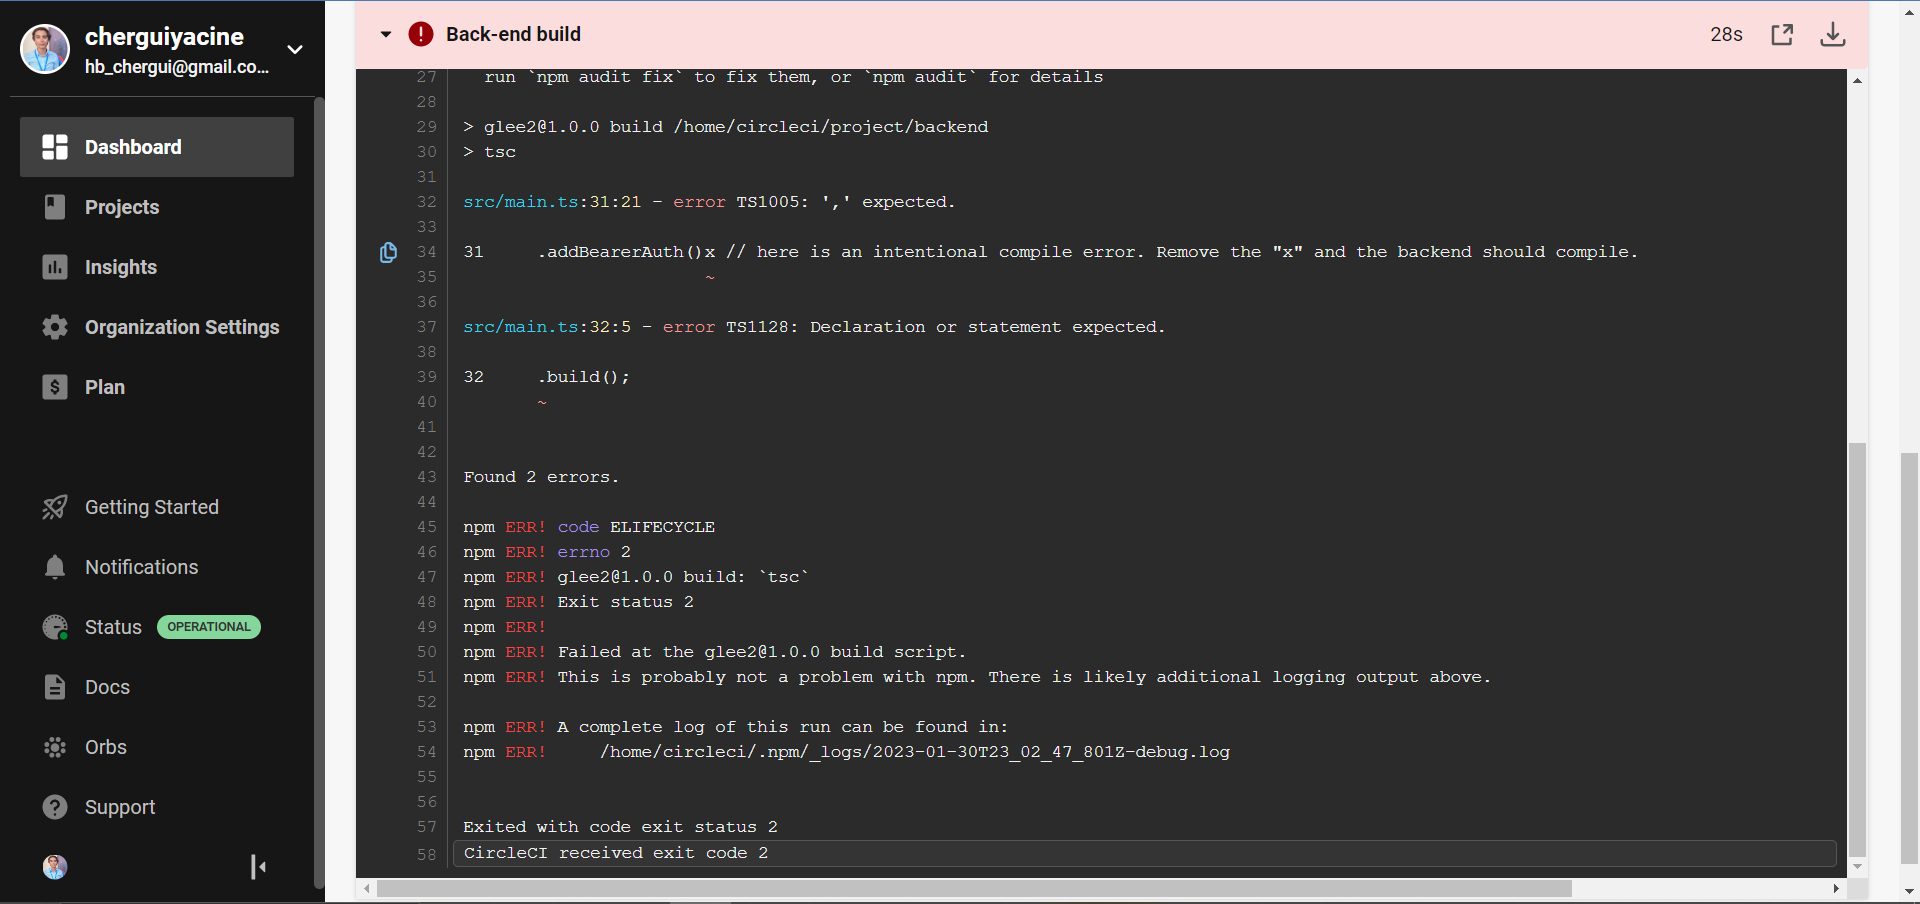 cherguiyacine
hb_chergui@gmail.co...
Dashboard
Projects
Insights
Organization Settings
Plan
Getting Started
Notifications
Status OPERATIONAL
Docs
Orbs
Support
Back-end build 28s
27 run `npm audit fix` to fix them, or `npm audit` for details
28
29 > glee2@1.0.0 build /home/circleci/project/backend
30 > tsc
31
32 src/main.ts:31:21 - error TS1005: ',' expected.
33
34 31     .addBearerAuth()x // here is an intentional compile error. Remove the "x" and the backend should compile.
35 ~
36
37 src/main.ts:32:5 - error TS1128: Declaration or statement expected.
38
39 32     .build();
40 ~
41
42
43 Found 2 errors.
44
45 npm ERR! code ELIFECYCLE
46 npm ERR! errno 2
47 npm ERR! glee2@1.0.0 build: `tsc`
48 npm ERR! Exit status 2
49 npm ERR!
50 npm ERR! Failed at the glee2@1.0.0 build script.
51 npm ERR! This is probably not a problem with npm. There is likely additional logging output above.
52
53 npm ERR! A complete log of this run can be found in:
54 npm ERR!     /home/circleci/.npm/_logs/2023-01-30T23_02_47_801Z-debug.log
55
56
57 Exited with code exit status 2
58 CircleCI received exit code 2